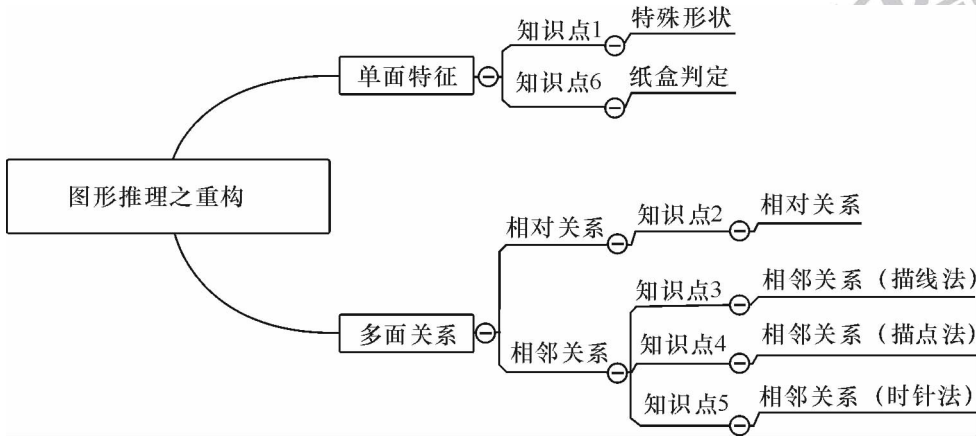 图形推理之重构
单面特征
知识点1
特殊形状
知识点6
纸盒判定
多面关系
相对关系
知识点2
相对关系
相邻关系
知识点3
相邻关系（描线法）
知识点4
相邻关系（描点法）
知识点5
相邻关系（时针法）